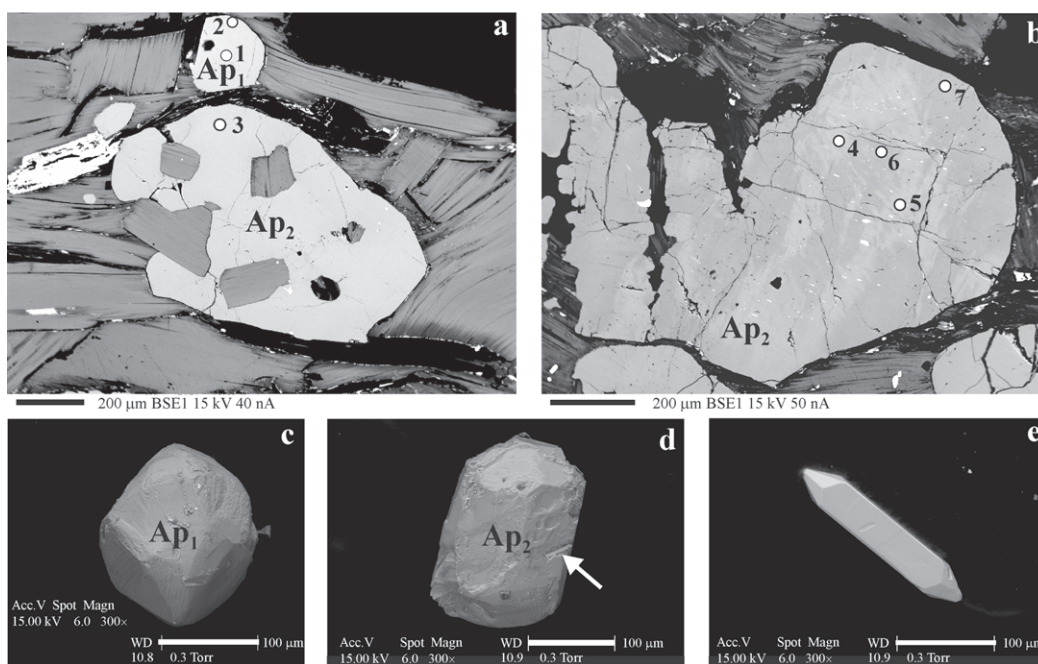 a
2
1
Ap1
3
Ap2
200 µm BSE1 15 kV 40 nA
b
7
4
6
5
Ap2
200 µm BSE1 15 kV 50 nA
c
Ap1
Acc.V Spot Magn
15.00 kV 6.0 300×
WD
100 µm
10.8 0.3 Torr
d
Ap2
Acc.V Spot Magn WD
100 µm
15.00 kV 6.0 300× 10.9 0.3 Torr
e
Acc.V Spot Magn WD
100 µm
15.00 kV 6.0 300× 10.9 0.3 Torr